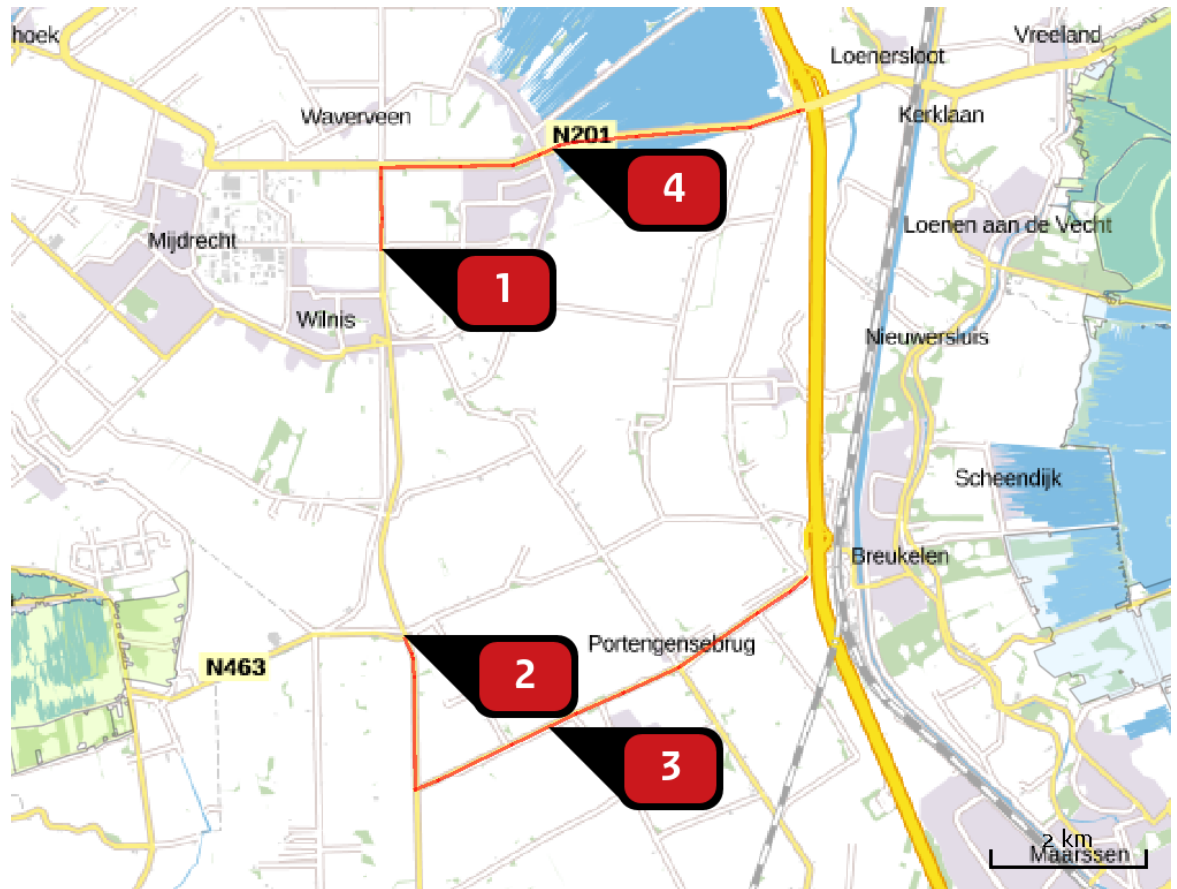 hoek
Vreeland
Loenersloot
Waverveen
Kerklaan
N201
4
Loenen aan de Vecht
Mijdrecht
1
Wilnis
Nieuwersluis
Scheendijk
Breukelen
Portengensebrug
N463
2
3
2 km
Maarssen